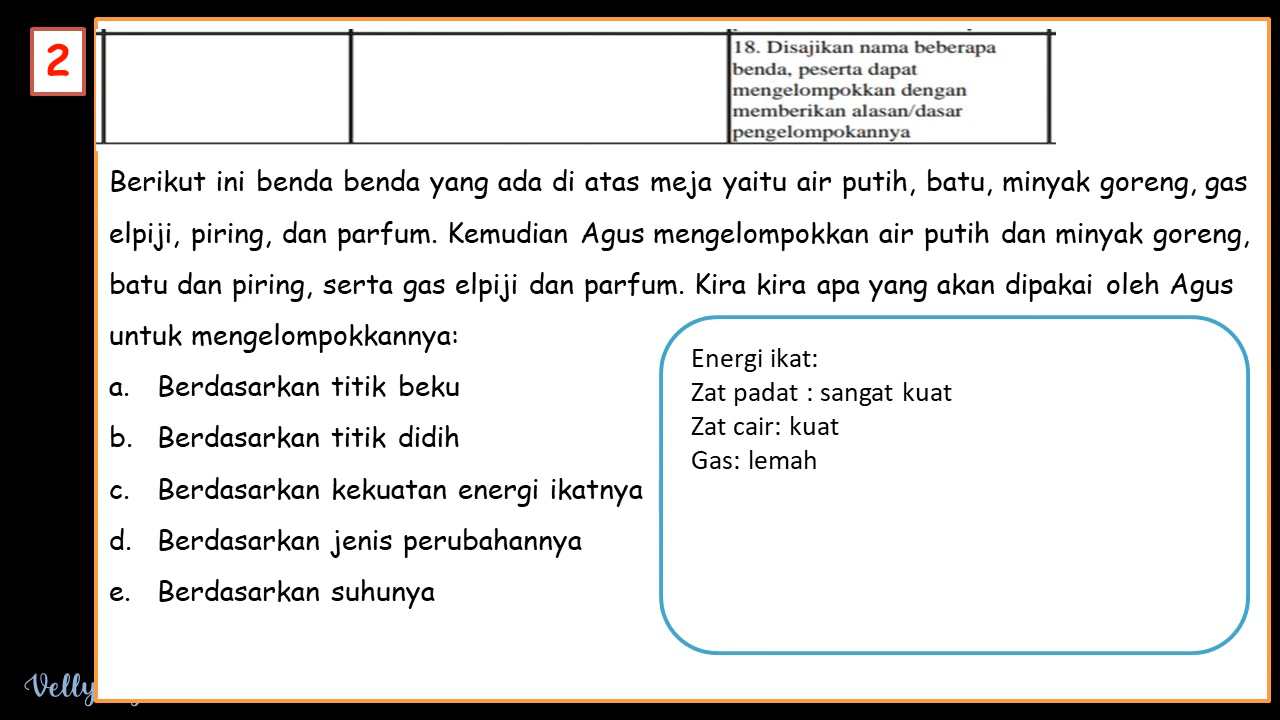 2
18. Disajikan nama beberapa
benda, peserta dapat
mengelompokkan dengan
memberikan alasan/dasar
pengelompokannya
Berikut ini benda benda yang ada di atas meja yaitu air putih, batu, minyak goreng, gas
elpiji, piring, dan parfum. Kemudian Agus mengelompokkan air putih dan minyak goreng,
batu dan piring, serta gas elpiji dan parfum. Kira kira apa yang akan dipakai oleh Agus
untuk mengelompokkannya:
a. Berdasarkan titik beku
b. Berdasarkan titik didih
c. Berdasarkan kekuatan energi ikatnya
d. Berdasarkan jenis perubahannya
e. Berdasarkan suhunya
Energi ikat:
Zat padat : sangat kuat
Zat cair: kuat
Gas: lemah
Velly